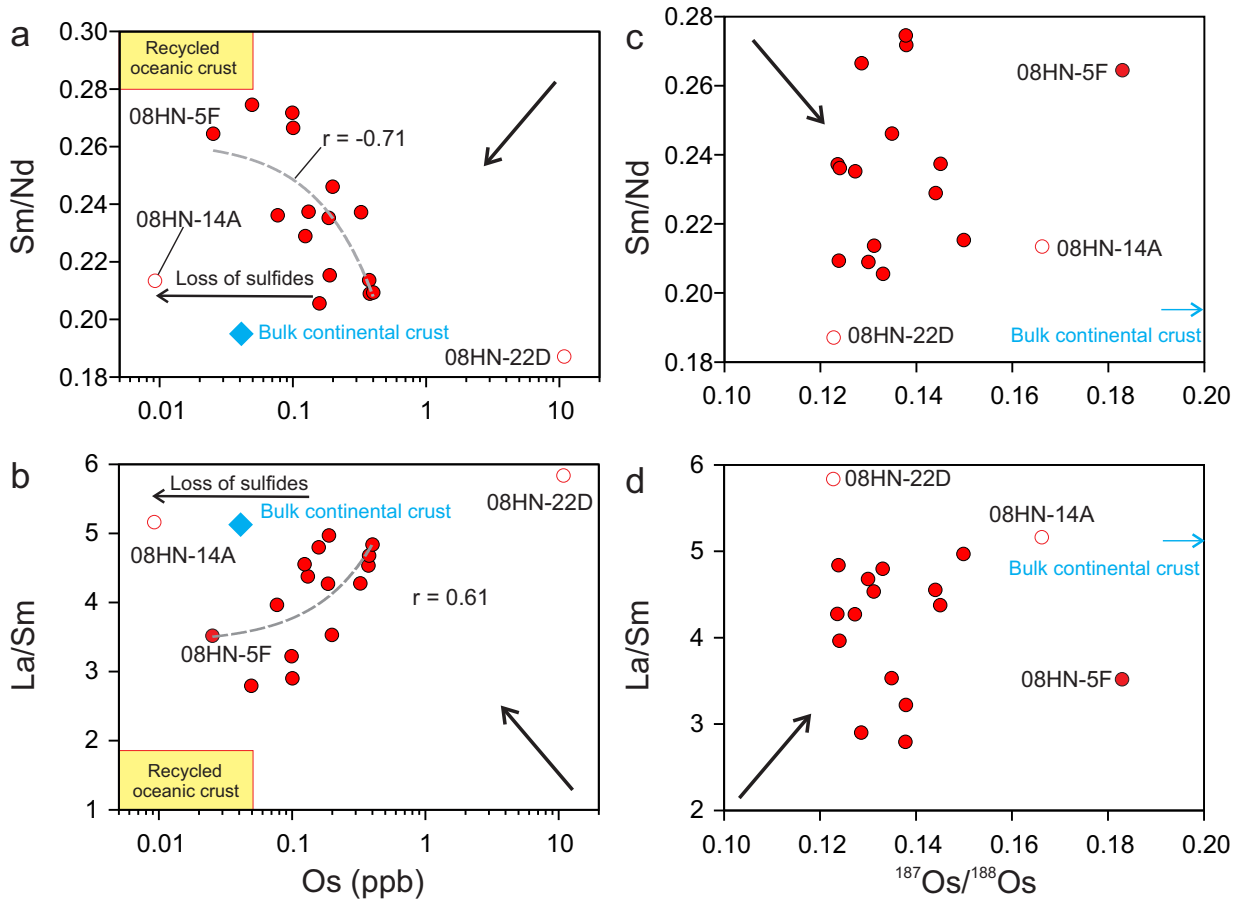 a
0.30
0.28
0.26
0.24
0.22
0.20
0.18
Sm/Nd
Recycled
oceanic crust
08HN-5F
r = -0.71
08HN-14A
Loss of sulfides
Bulk continental crust
08HN-22D
0.01
0.1
1
10
b
6
5
4
3
2
1
La/Sm
Loss of sulfides
Bulk continental crust
08HN-22D
08HN-14A
r = 0.61
08HN-5F
Recycled
oceanic crust
0.01
0.1
1
10
Os (ppb)
c
0.28
0.26
0.24
0.22
0.20
0.18
Sm/Nd
08HN-5F
08HN-14A
Bulk continental crust
08HN-22D
0.10
0.12
0.14
0.16
0.18
0.20
d
6
5
4
3
2
La/Sm
08HN-22D
08HN-14A
Bulk continental crust
08HN-5F
0.10
0.12
0.14
0.16
0.18
0.20
¹⁸⁷Os/¹⁸⁸Os